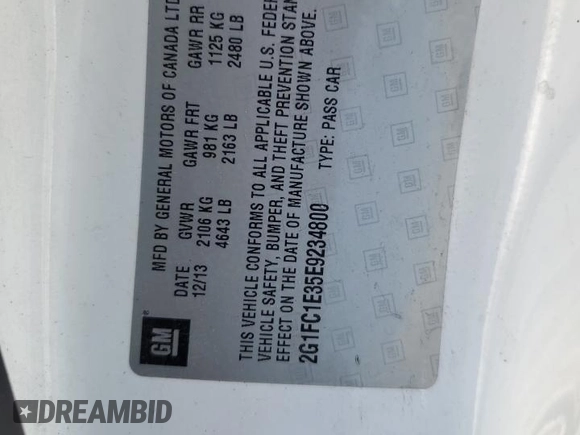 GM
MFD BY GENERAL MOTORS OF CANADA LTD
DATE GVWR GAWR FRT GAWR RR
12/13 2106 KG 981 KG 1125 KG
4643 LB 2163 LB 2480 LB
THIS VEHICLE CONFORMS TO ALL APPLICABLE U.S. FEDER
VEHICLE SAFETY, BUMPER, AND THEFT PREVENTION STAN
EFFECT ON THE DATE OF MANUFACTURE SHOWN ABOVE.
2G1FC1E35E9234800 TYPE: PASS CAR
DREAMBID